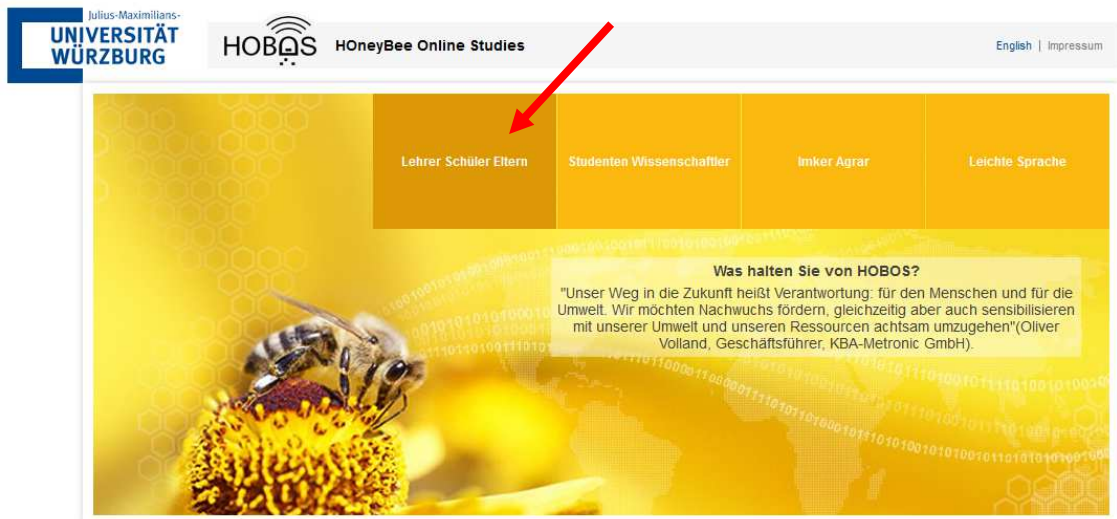 Julius-Maximilians-
UNIVERSITÄT
WÜRZBURG
HOBOS
HOneyBee Online Studies
English | Impressum
Lehrer Schüler Eltern
Studenten Wissenschaftler
Imker Agrar
Leichte Sprache
Was halten Sie von HOBOS?
"Unser Weg in die Zukunft heißt Verantwortung: für den Menschen und für die
Umwelt. Wir möchten Nachwuchs fördern, gleichzeitig aber auch sensibilisieren
mit unserer Umwelt und unseren Ressourcen achtsam umzugehen"(Oliver
Volland, Geschäftsführer, KBA-Metronic GmbH).